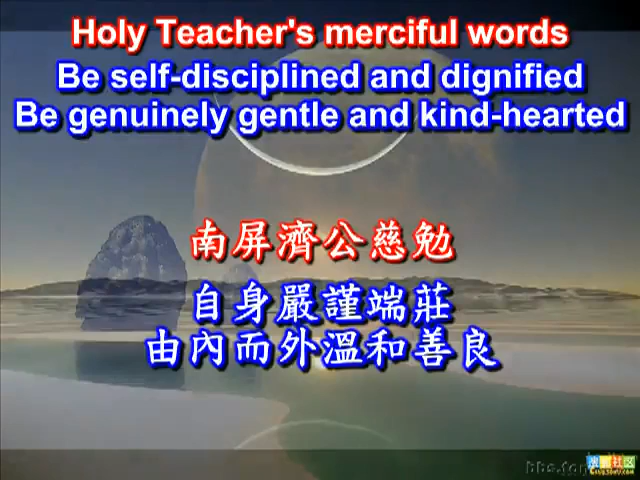 Holy Teacher's merciful words
Be self-disciplined and dignified
Be genuinely gentle and kind-hearted
南屏濟公慈勉
自身嚴謹端莊
由內而外溫和善良